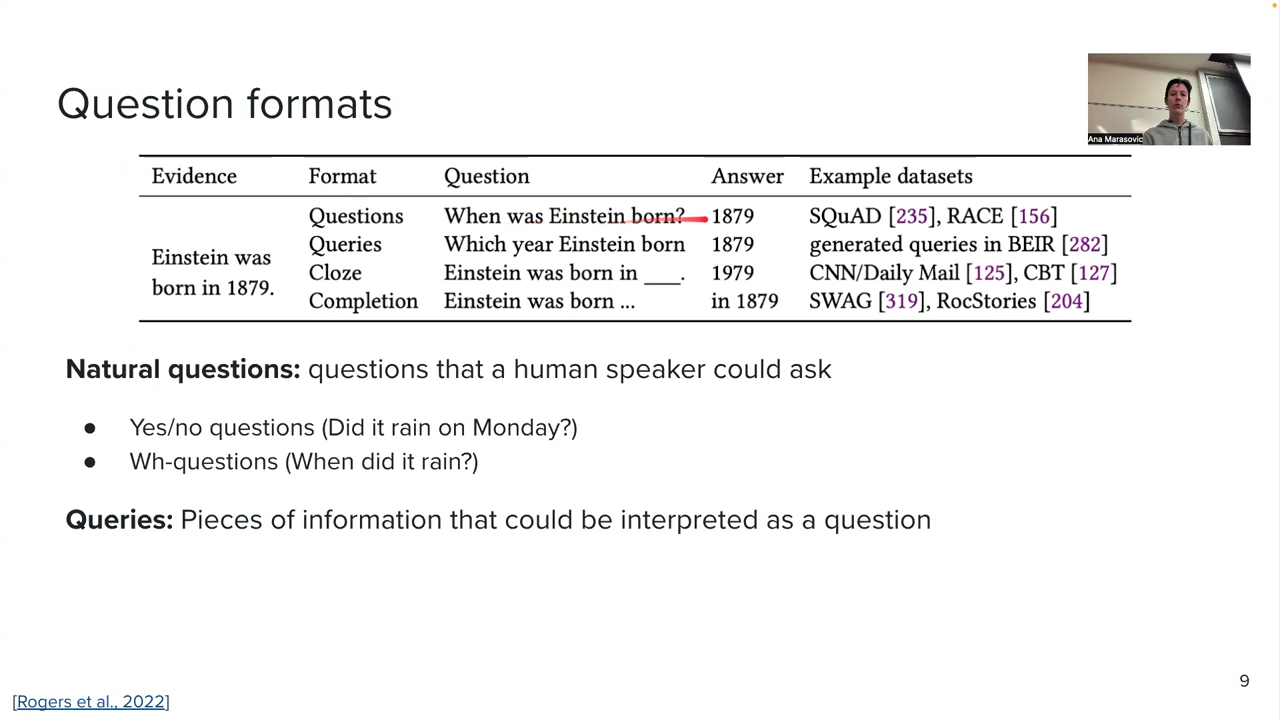 Question formats
Ana Marasovic
Evidence Format Question Answer Example datasets
Questions When was Einstein born? 1879 SQuAD [235], RACE [156]
Queries Which year Einstein born 1879 generated queries in BEIR [282]
Einstein was
born in 1879.
Cloze Einstein was born in ___. 1979 CNN/Daily Mail [125], CBT [127]
Completion Einstein was born ... in 1879 SWAG [319], RocStories [204]
Natural questions: questions that a human speaker could ask
● Yes/no questions (Did it rain on Monday?)
● Wh-questions (When did it rain?)
Queries: Pieces of information that could be interpreted as a question
9
[Rogers et al., 2022]